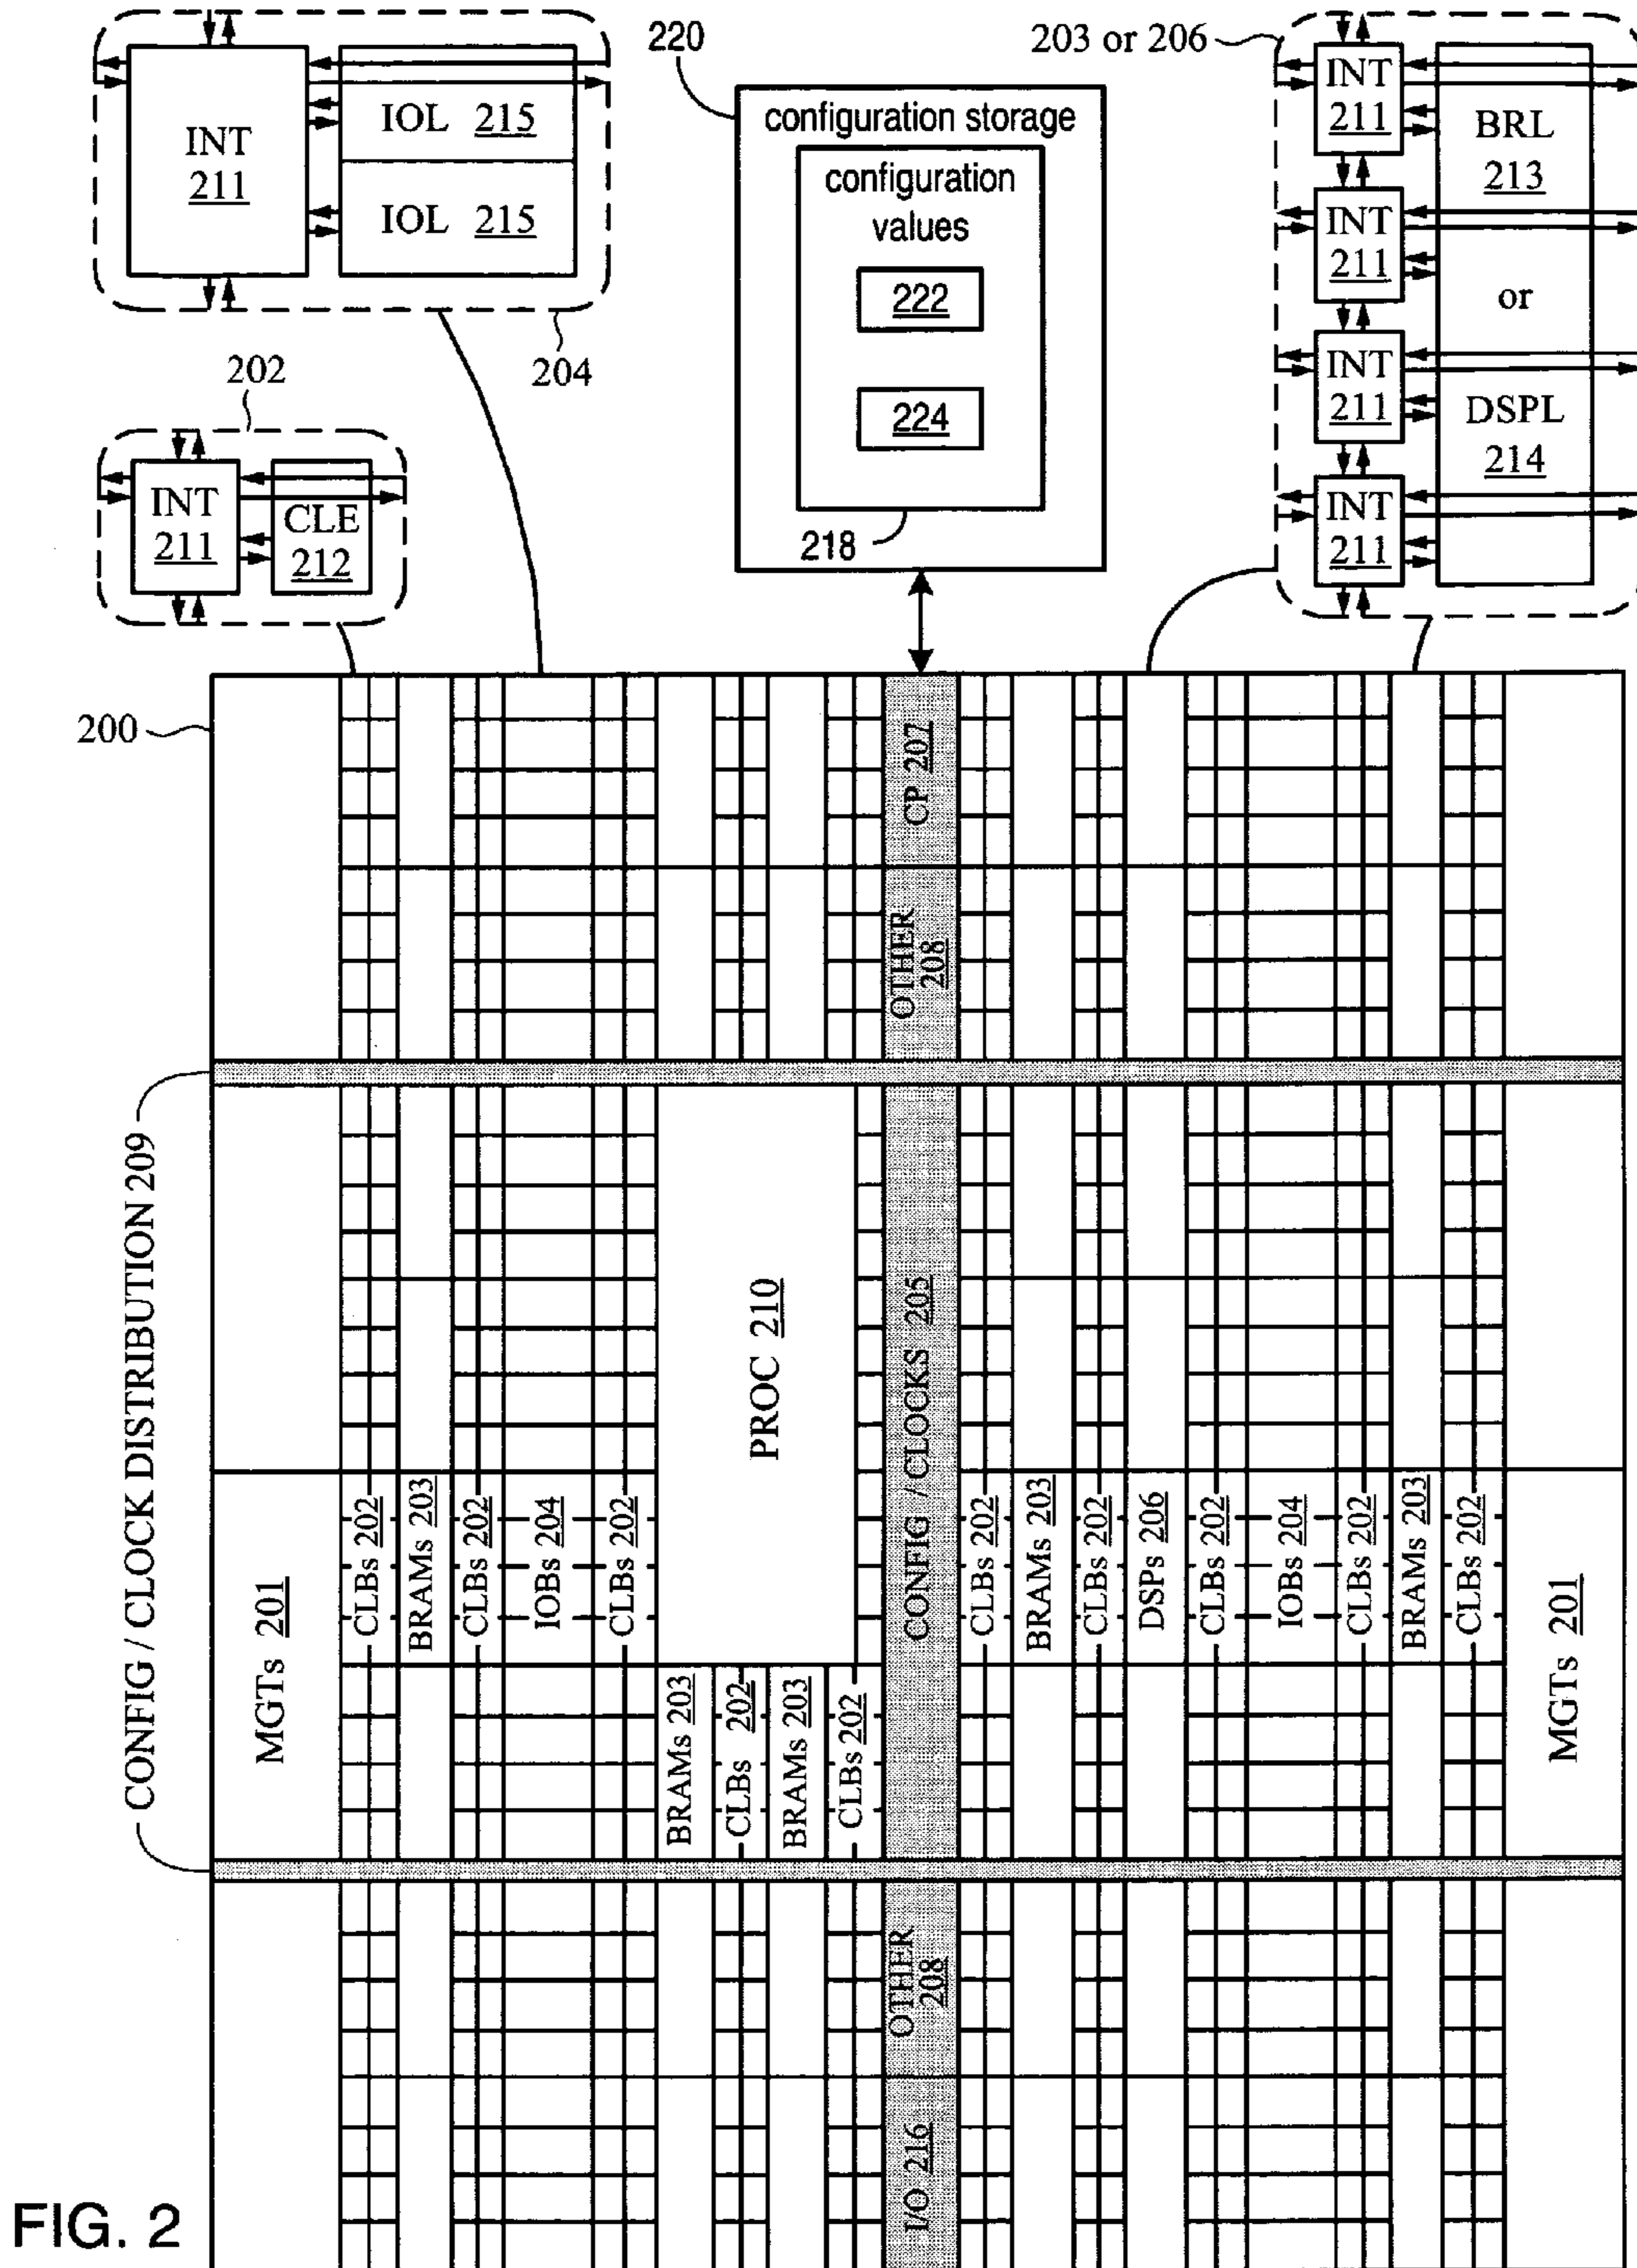 220
203 or 206
INT
211
IOL 215
IOL 215
204
configuration storage
configuration
values
222
224
218
INT
211
INT
211
INT
211
INT
211
BRL
213
or
DSPL
214
202
INT
211
CLE
212
200
CP 207
OTHER
208
CONFIG / CLOCK DISTRIBUTION 209
PROC 210
CONFIG / CLOCKS 205
MGTs 201
CLBs 202
BRAMs 203
CLBs 202
IOBs 204
CLBs 202
BRAMs 203
CLBs 202
BRAMs 203
CLBs 202
CLBs 202
BRAMs 203
CLBs 202
DSPs 206
CLBs 202
IOBs 204
CLBs 202
BRAMs 203
CLBs 202
MGTs 201
OTHER
208
I/O 216
FIG. 2